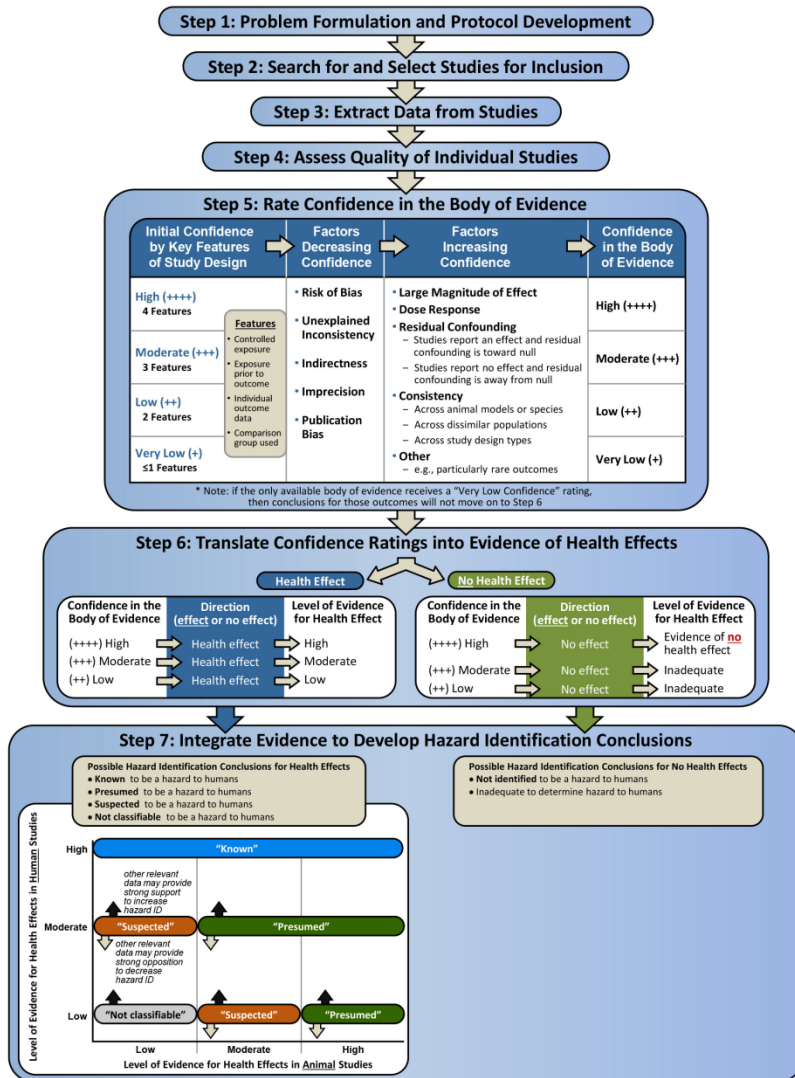 Step 1: Problem Formulation and Protocol Development
Step 2: Search for and Select Studies for Inclusion
Step 3: Extract Data from Studies
Step 4: Assess Quality of Individual Studies
Step 5: Rate Confidence in the Body of Evidence
Initial Confidence
by Key Features
of Study Design
Factors
Decreasing
Confidence
Factors
Increasing
Confidence
Confidence
in the Body
of Evidence
High (++++)
4 Features
Moderate (+++)
3 Features
Low (++)
2 Features
Very Low (+)
≤1 Features
Features
• Controlled
exposure
• Exposure
prior to
outcome
• Individual
outcome
data
• Comparison
group used
• Risk of Bias
• Unexplained
Inconsistency
• Indirectness
• Imprecision
• Publication
Bias
• Large Magnitude of Effect
• Dose Response
• Residual Confounding
– Studies report an effect and residual
confounding is toward null
– Studies report no effect and residual
confounding is away from null
• Consistency
– Across animal models or species
– Across dissimilar populations
– Across study design types
• Other
– e.g., particularly rare outcomes
High (++++)
Moderate (+++)
Low (++)
Very Low (+)
* Note: if the only available body of evidence receives a "Very Low Confidence" rating,
then conclusions for those outcomes will not move on to Step 6
Step 6: Translate Confidence Ratings into Evidence of Health Effects
Health Effect
No Health Effect
Confidence in the
Body of Evidence
Direction
(effect or no effect)
Level of Evidence
for Health Effect
(++++) High
Health effect
High
(+++) Moderate
Health effect
Moderate
(++) Low
Health effect
Low
Confidence in the
Body of Evidence
Direction
(effect or no effect)
Level of Evidence
for Health Effect
(++++) High
No effect
Evidence of no
health effect
(+++) Moderate
No effect
Inadequate
(++) Low
No effect
Inadequate
Step 7: Integrate Evidence to Develop Hazard Identification Conclusions
Possible Hazard Identification Conclusions for Health Effects
• Known to be a hazard to humans
• Presumed to be a hazard to humans
• Suspected to be a hazard to humans
• Not classifiable to be a hazard to humans
Possible Hazard Identification Conclusions for No Health Effects
• Not identified to be a hazard to humans
• Inadequate to determine hazard to humans
Level of Evidence for Health Effects in Human Studies
High
"Known"
other relevant
data may provide
strong support
to increase
hazard ID
Moderate
"Suspected"
"Presumed"
other relevant
data may provide
strong opposition
to decrease
hazard ID
Low
"Not classifiable"
"Suspected"
"Presumed"
Low
Moderate
High
Level of Evidence for Health Effects in Animal Studies